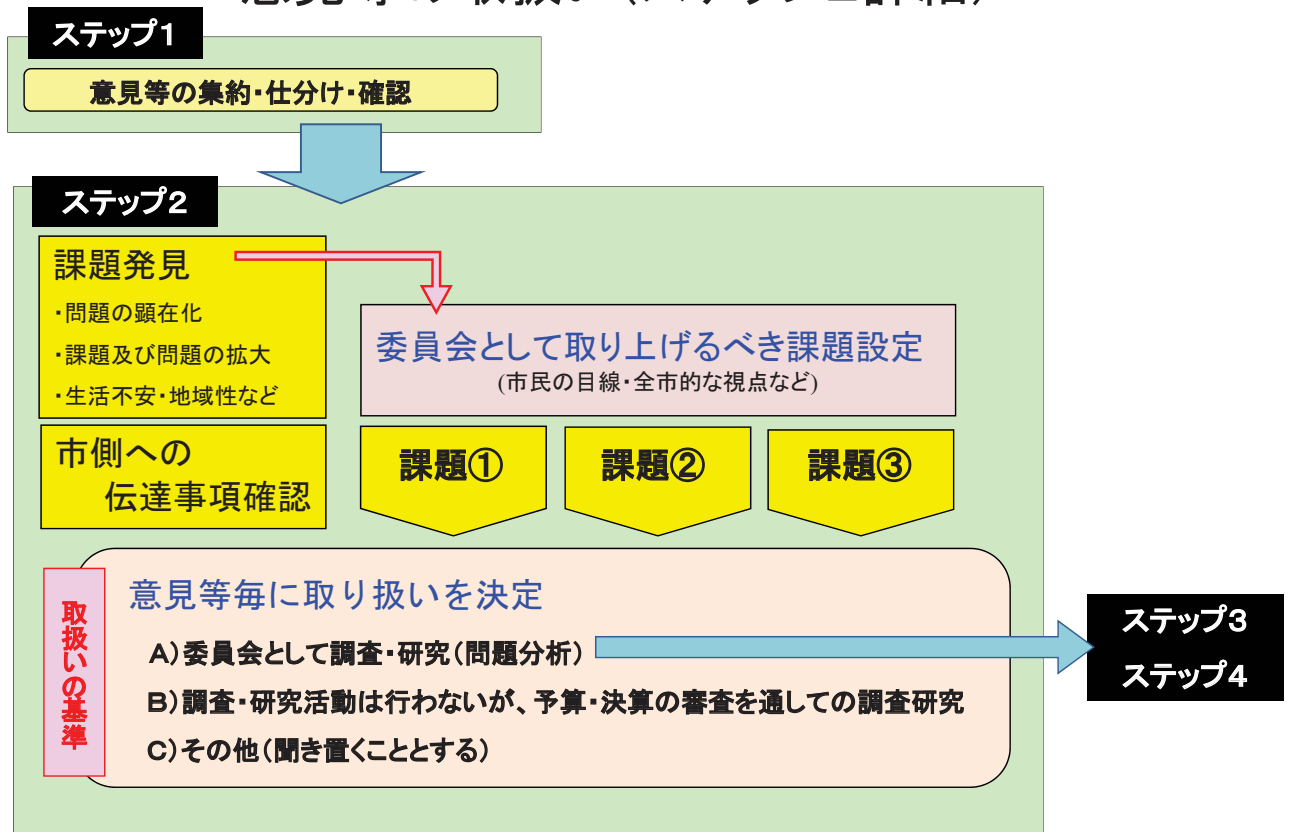 ステップ1
意見等の集約・仕分け・確認
ステップ2
課題発見
・問題の顕在化
・課題及び問題の拡大
・生活不安・地域性など
市側への
伝達事項確認
委員会として取り上げるべき課題設定
(市民の目線・全市的な視点など)
課題①
課題②
課題③
取扱いの基準
意見等毎に取り扱いを決定
A)委員会として調査・研究(問題分析)
B)調査・研究活動は行わないが、予算・決算の審査を通しての調査研究
C)その他(聞き置くこととする)
ステップ3
ステップ4